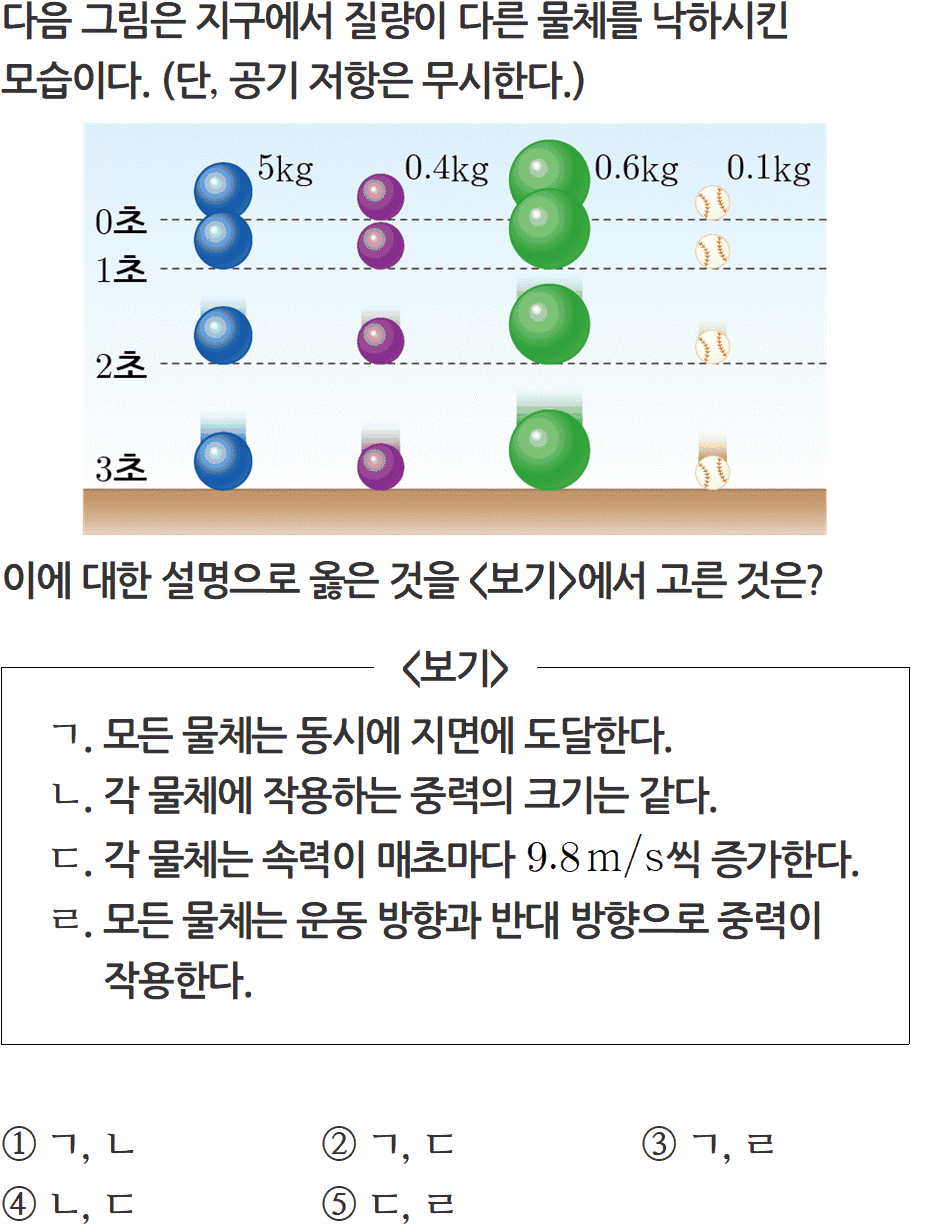 다음 그림은 지구에서 질량이 다른 물체를 낙하시킨
모습이다. (단, 공기 저항은 무시한다.)
5kg 0.4kg 0.6kg 0.1kg
0초
1초
2초
3초
이에 대한 설명으로 옳은 것을 <보기>에서 고른 것은?
<보기>
ㄱ. 모든 물체는 동시에 지면에 도달한다.
ㄴ. 각 물체에 작용하는 중력의 크기는 같다.
ㄷ. 각 물체는 속력이 매초마다 9.8m/s씩 증가한다.
ㄹ. 모든 물체는 운동 방향과 반대 방향으로 중력이
작용한다.
① ㄱ, ㄴ ② ㄱ, ㄷ ③ ㄱ, ㄹ
④ ㄴ, ㄷ ⑤ ㄷ, ㄹ